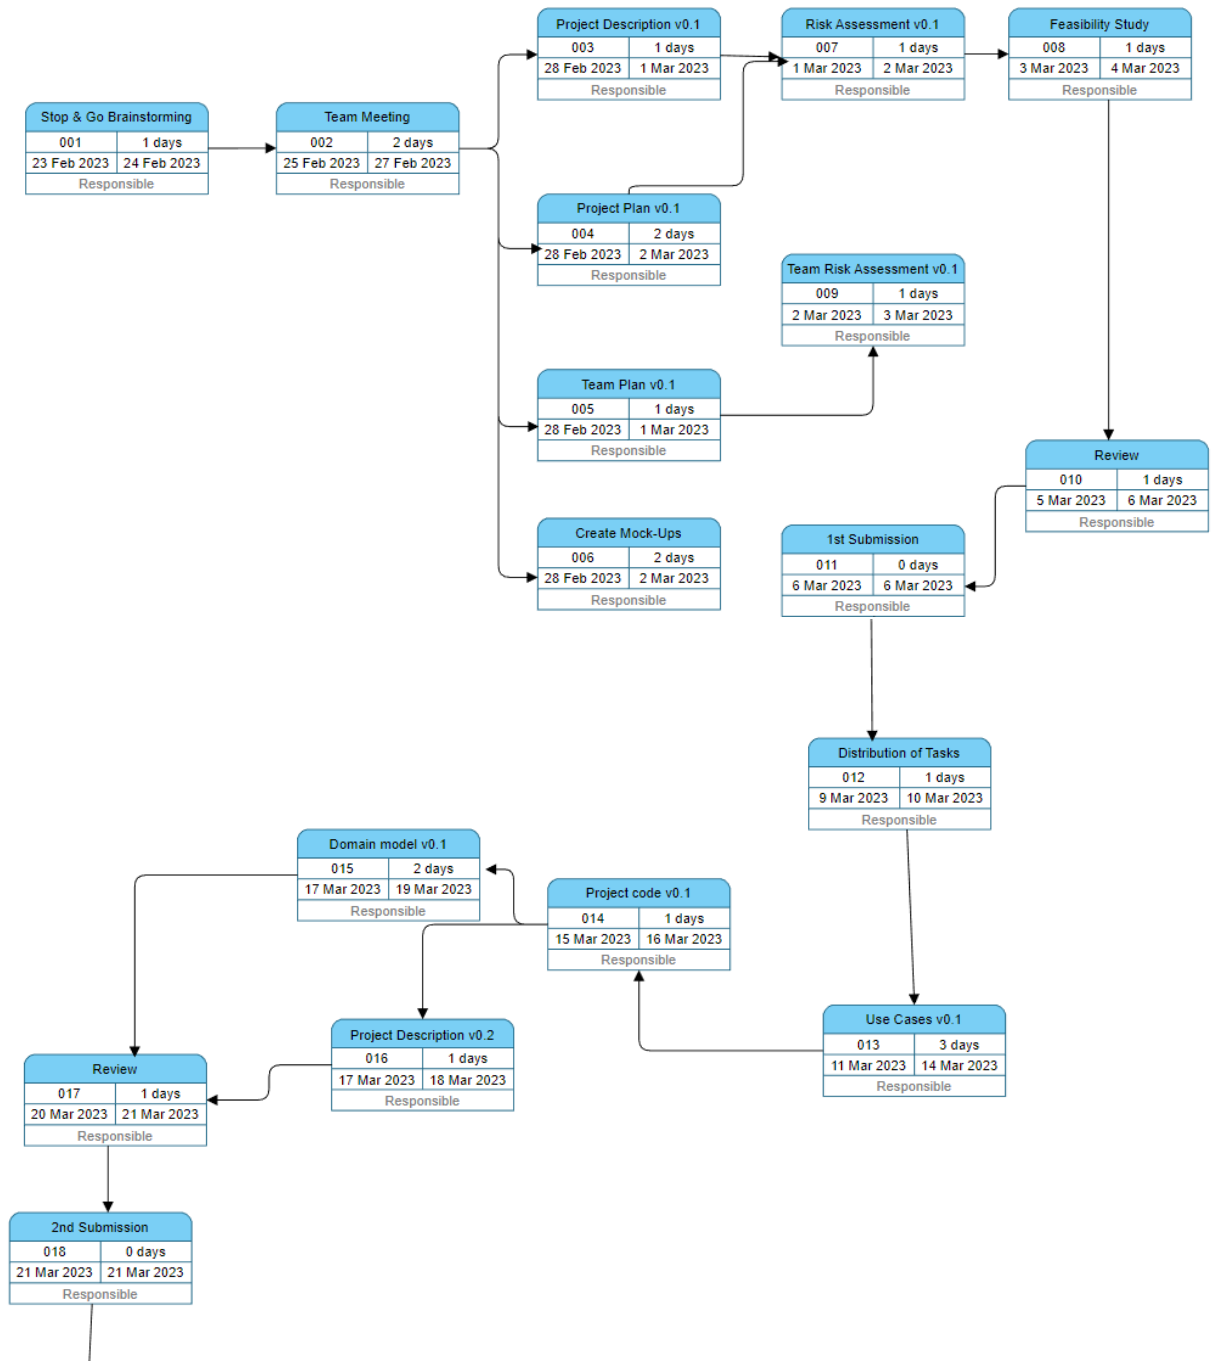 Project Description v0.1
003 1 days
28 Feb 2023 1 Mar 2023
Responsible
Risk Assessment v0.1
007 1 days
1 Mar 2023 2 Mar 2023
Responsible
Feasibility Study
008 1 days
3 Mar 2023 4 Mar 2023
Responsible
Stop & Go Brainstorming
001 1 days
23 Feb 2023 24 Feb 2023
Responsible
Team Meeting
002 2 days
25 Feb 2023 27 Feb 2023
Responsible
Project Plan v0.1
004 2 days
28 Feb 2023 2 Mar 2023
Responsible
Team Risk Assessment v0.1
009 1 days
2 Mar 2023 3 Mar 2023
Responsible
Team Plan v0.1
005 1 days
28 Feb 2023 1 Mar 2023
Responsible
Review
010 1 days
5 Mar 2023 6 Mar 2023
Responsible
Create Mock-Ups
006 2 days
28 Feb 2023 2 Mar 2023
Responsible
1st Submission
011 0 days
6 Mar 2023 6 Mar 2023
Responsible
Distribution of Tasks
012 1 days
9 Mar 2023 10 Mar 2023
Responsible
Domain model v0.1
015 2 days
17 Mar 2023 19 Mar 2023
Responsible
Project code v0.1
014 1 days
15 Mar 2023 16 Mar 2023
Responsible
Use Cases v0.1
013 3 days
11 Mar 2023 14 Mar 2023
Responsible
Project Description v0.2
016 1 days
17 Mar 2023 18 Mar 2023
Responsible
Review
017 1 days
20 Mar 2023 21 Mar 2023
Responsible
2nd Submission
018 0 days
21 Mar 2023 21 Mar 2023
Responsible